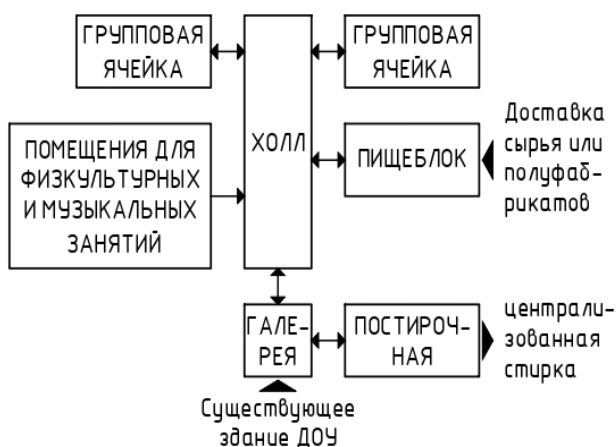 ГРУППОВАЯ
ЯЧЕЙКА
ХОЛЛ
ГРУППОВАЯ
ЯЧЕЙКА
ПОМЕЩЕНИЯ ДЛЯ
ФИЗКУЛЬТУРНЫХ
И МУЗЫКАЛЬНЫХ
ЗАНЯТИЙ
ПИЩЕБЛОК
Доставка
сырья или
полуфаб-
рикатов
ГАЛЕ-
РЕЯ
ПОСТИРОЧ-
НАЯ
централи-
зованная
стирка
Существующее
здание ДОУ